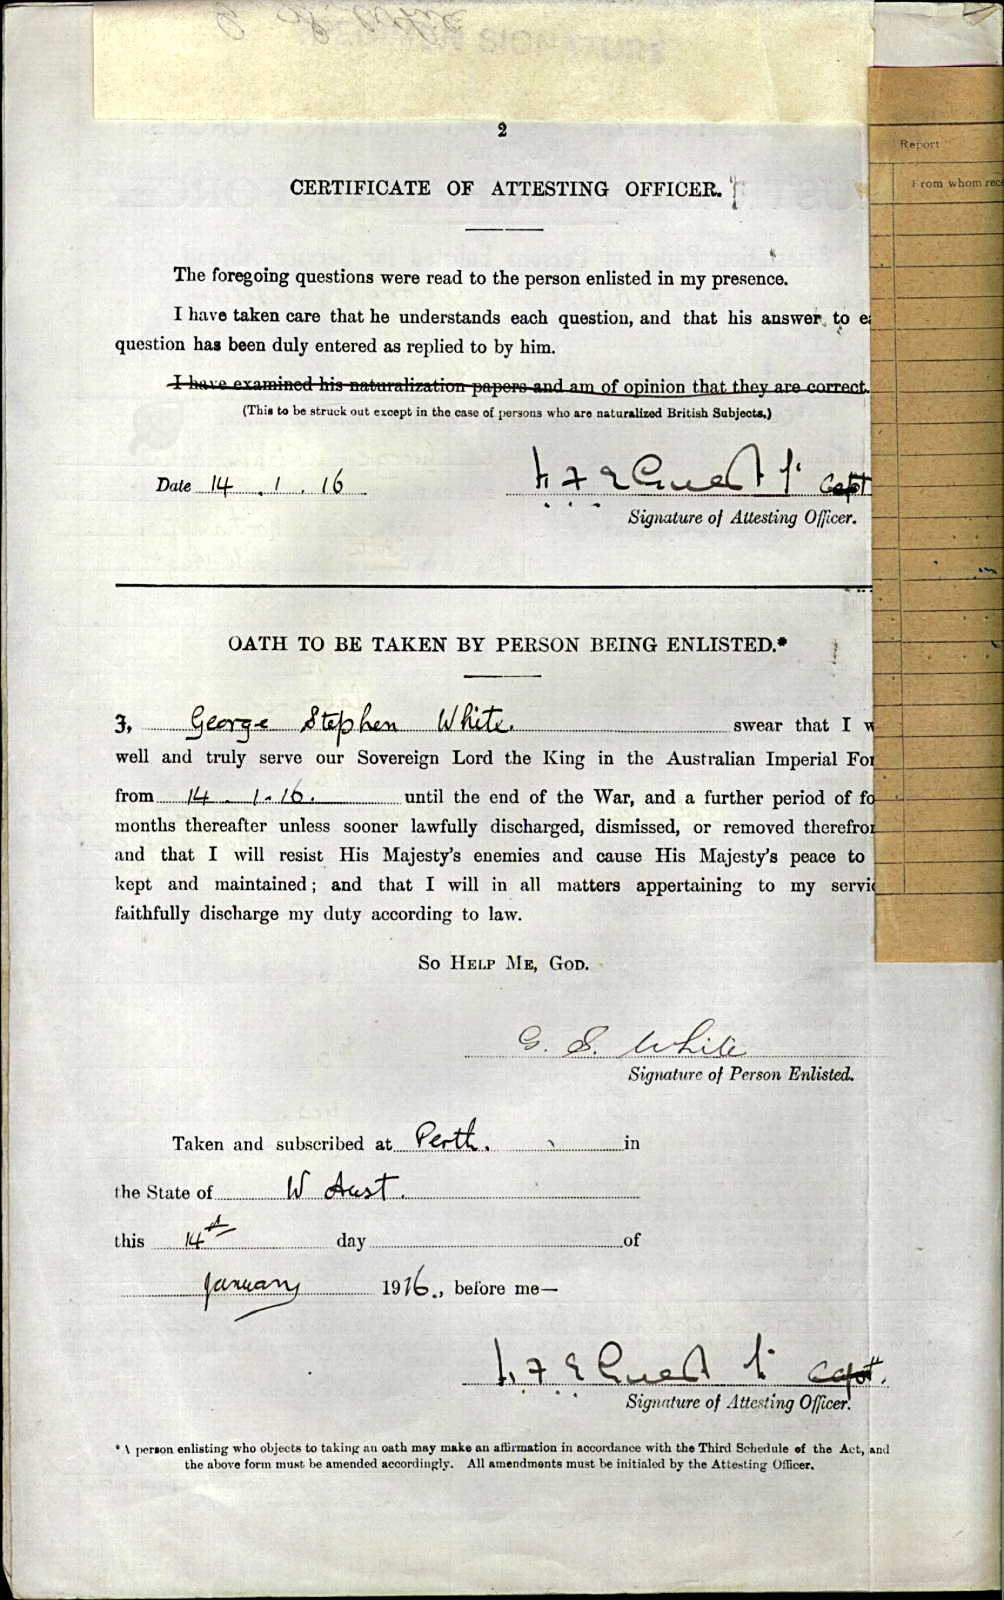 2
CERTIFICATE OF ATTESTING OFFICER.
Report
From whom rec
The foregoing questions were read to the person enlisted in my presence.
I have taken care that he understands each question, and that his answer to ea
question has been duly entered as replied to by him.
I have examined his naturalization papers and am of opinion that they are correct.
(This to be struck out except in the case of persons who are naturalized British Subjects.)
Date 14 . 1 . 16
Guest Capt
Signature of Attesting Officer.
OATH TO BE TAKEN BY PERSON BEING ENLISTED.*
I, George Stephen White. swear that I w
well and truly serve our Sovereign Lord the King in the Australian Imperial For
from 14 . 1 . 16. until the end of the War, and a further period of fo
months thereafter unless sooner lawfully discharged, dismissed, or removed therefrom
and that I will resist His Majesty's enemies and cause His Majesty's peace to
kept and maintained; and that I will in all matters appertaining to my servic
faithfully discharge my duty according to law.
So Help Me, God.
G. S. White
Signature of Person Enlisted.
Taken and subscribed at Perth. in
the State of W Aust.
this 14th day of
January 1916., before me—
Guest Capt.
Signature of Attesting Officer.
* A person enlisting who objects to taking an oath may make an affirmation in accordance with the Third Schedule of the Act, and
the above form must be amended accordingly. All amendments must be initialed by the Attesting Officer.